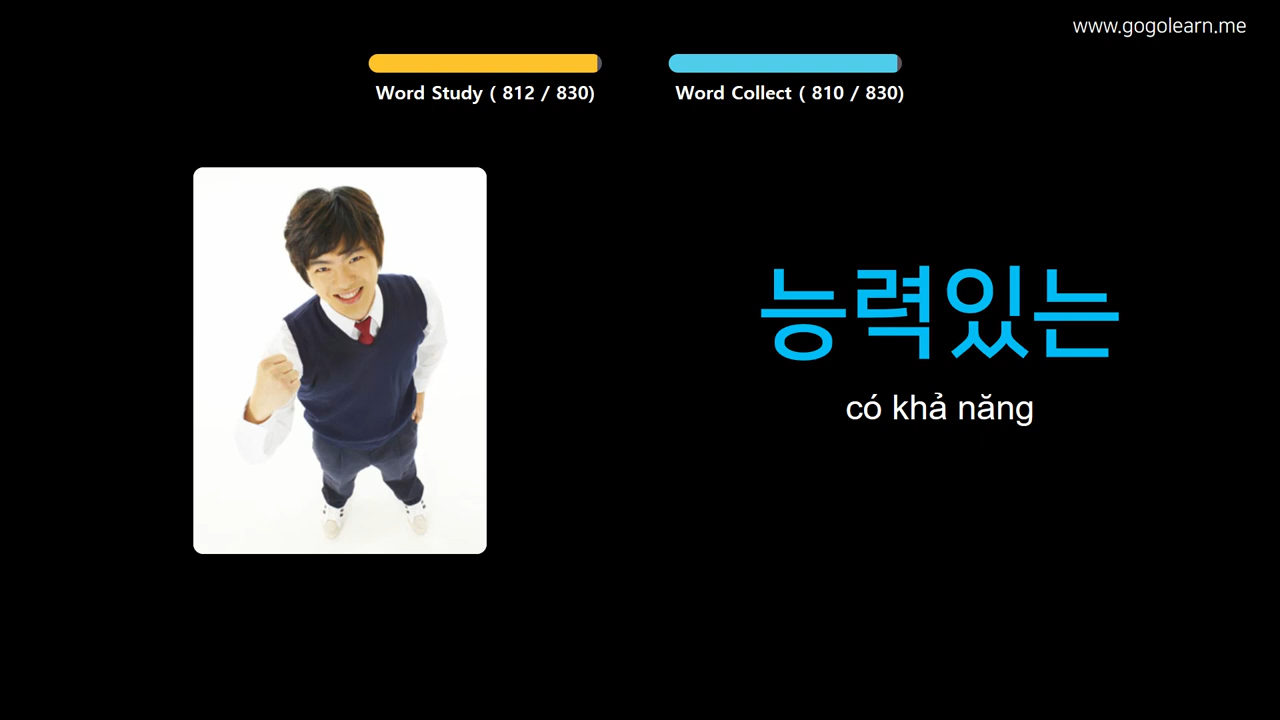 www.gogolearn.me
Word Study ( 812 / 830)
Word Collect ( 810 / 830)
능력있는
có khả năng